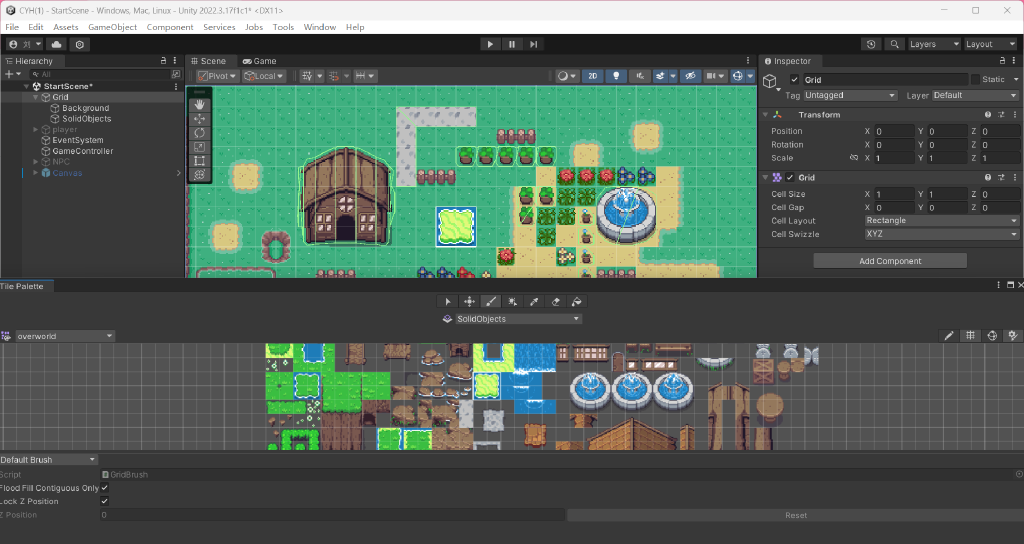 CYH(1) - StartScene - Windows, Mac, Linux - Unity 2022.3.17f1c1* <DX11>
File Edit Assets GameObject Component Services Jobs Tools Window Help
Layers Layout
Hierarchy
All
StartScene*
Grid
Background
SolidObjects
player
EventSystem
GameController
NPC
Canvas
Scene Game
Pivot Local 2D
Inspector
Grid Static
Tag Untagged Layer Default
Transform
Position X 0 Y 0 Z 0
Rotation X 0 Y 0 Z 0
Scale X 1 Y 1 Z 1
Grid
Cell Size X 1 Y 1 Z 0
Cell Gap X 0 Y 0 Z 0
Cell Layout Rectangle
Cell Swizzle XYZ
Add Component
Tile Palette
SolidObjects
overworld
Default Brush
Script GridBrush
Flood Fill Contiguous Only
Lock Z Position
Z Position 0 Reset